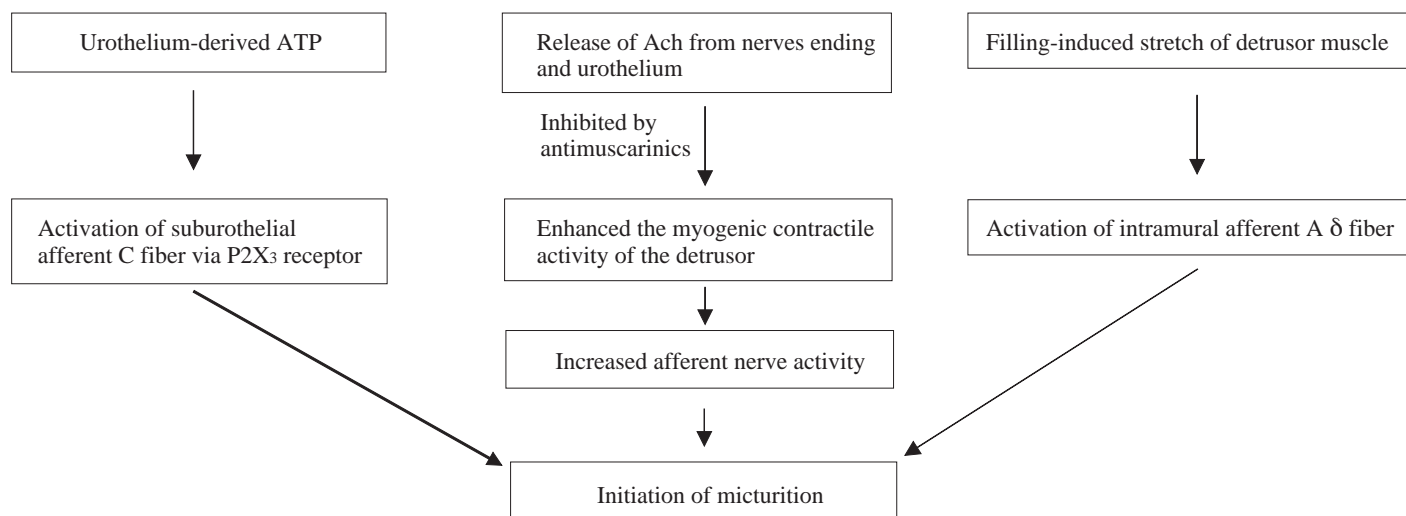 Urothelium-derived ATP
Release of Ach from nerves ending
and urothelium
Filling-induced stretch of detrusor muscle
Inhibited by
antimuscarinics
Activation of suburothelial
afferent C fiber via P2X₃ receptor
Enhanced the myogenic contractile
activity of the detrusor
Activation of intramural afferent A δ fiber
Increased afferent nerve activity
Initiation of micturition